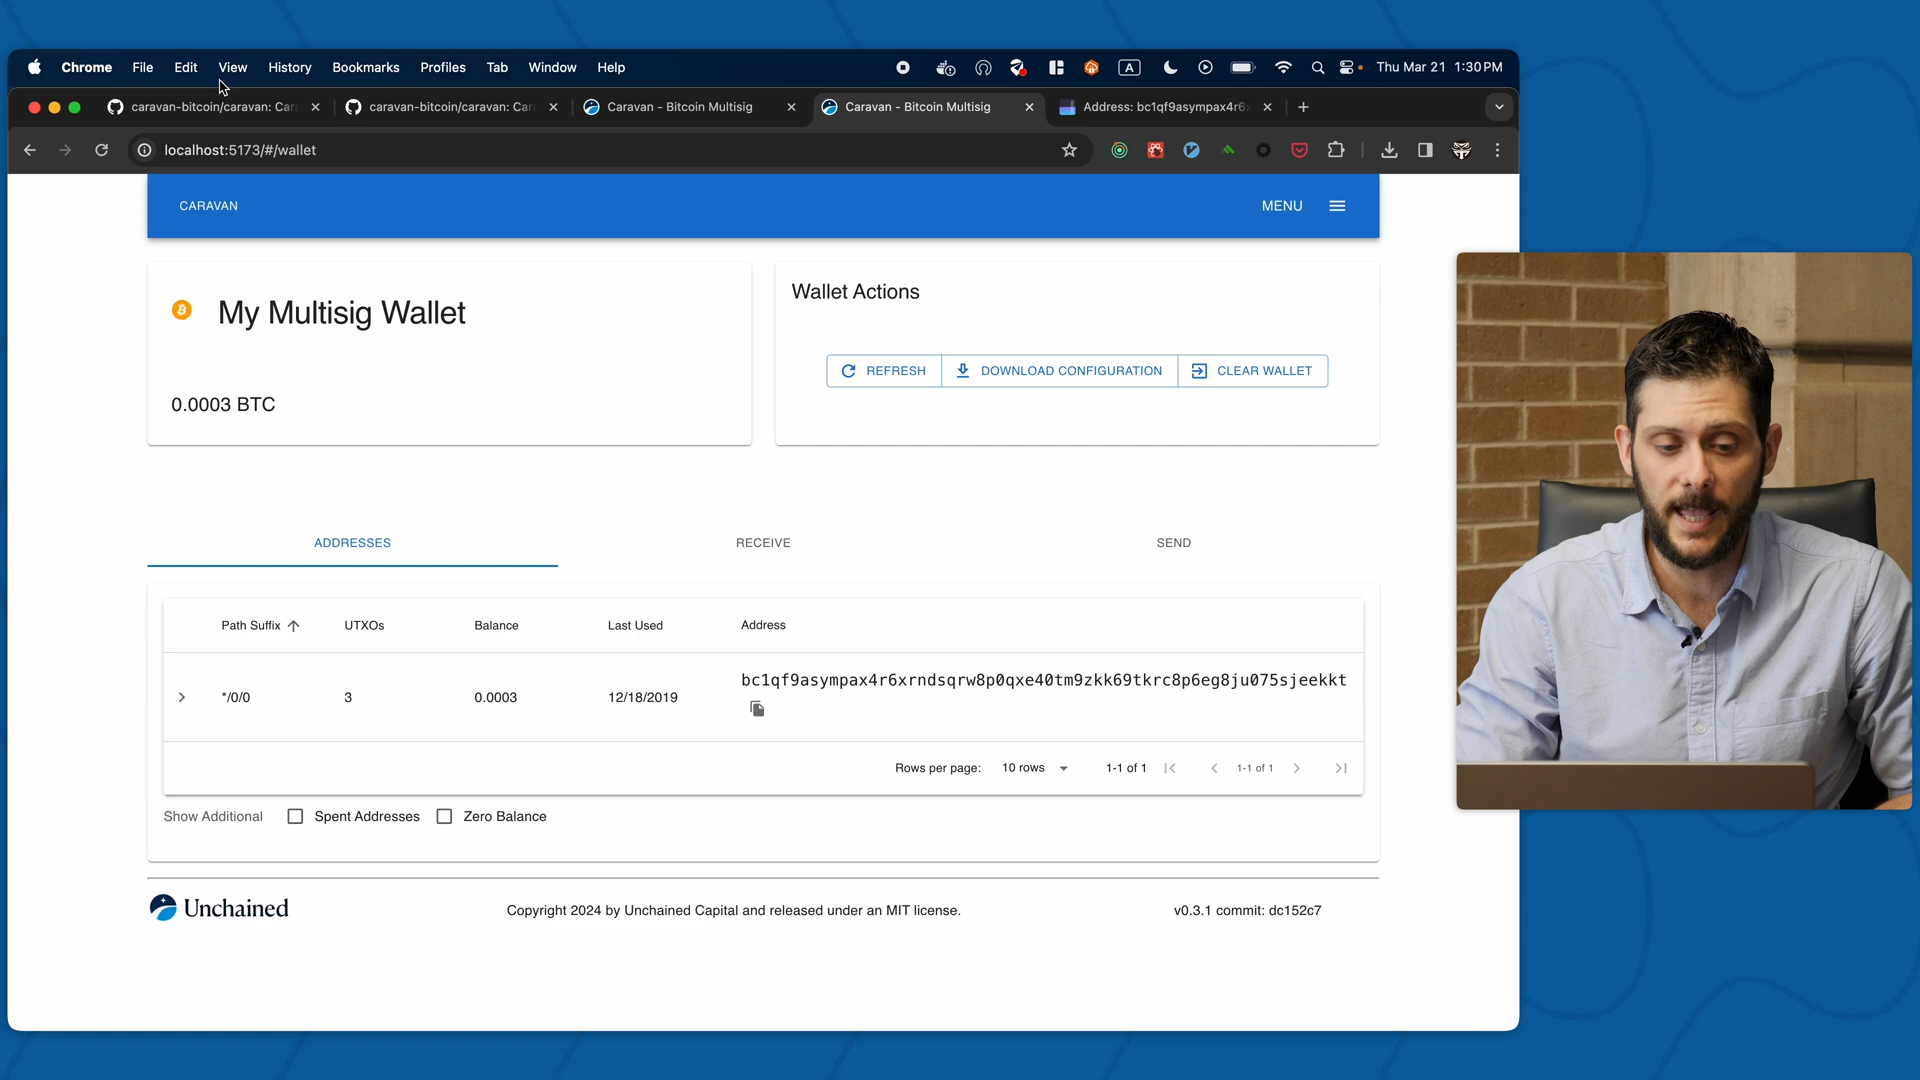 Chrome File Edit View History Bookmarks Profiles Tab Window Help
A
Thu Mar 21 1:30 PM
caravan-bitcoin/caravan: Car
caravan-bitcoin/caravan: Car
Caravan - Bitcoin Multisig
Caravan - Bitcoin Multisig
Address: bc1qf9asympax4r6
localhost:5173/#/wallet
CARAVAN
MENU
My Multisig Wallet
0.0003 BTC
Wallet Actions
REFRESH
DOWNLOAD CONFIGURATION
CLEAR WALLET
ADDRESSES
RECEIVE
SEND
Path Suffix UTXOs Balance Last Used Address
*/0/0 3 0.0003 12/18/2019 bc1qf9asympax4r6xrndsqrw8p0qxe40tm9zkk69tkrc8p6eg8ju075sjeekkt
Rows per page: 10 rows 1-1 of 1 1-1 of 1
Show Additional Spent Addresses Zero Balance
Unchained
Copyright 2024 by Unchained Capital and released under an MIT license.
v0.3.1 commit: dc152c7